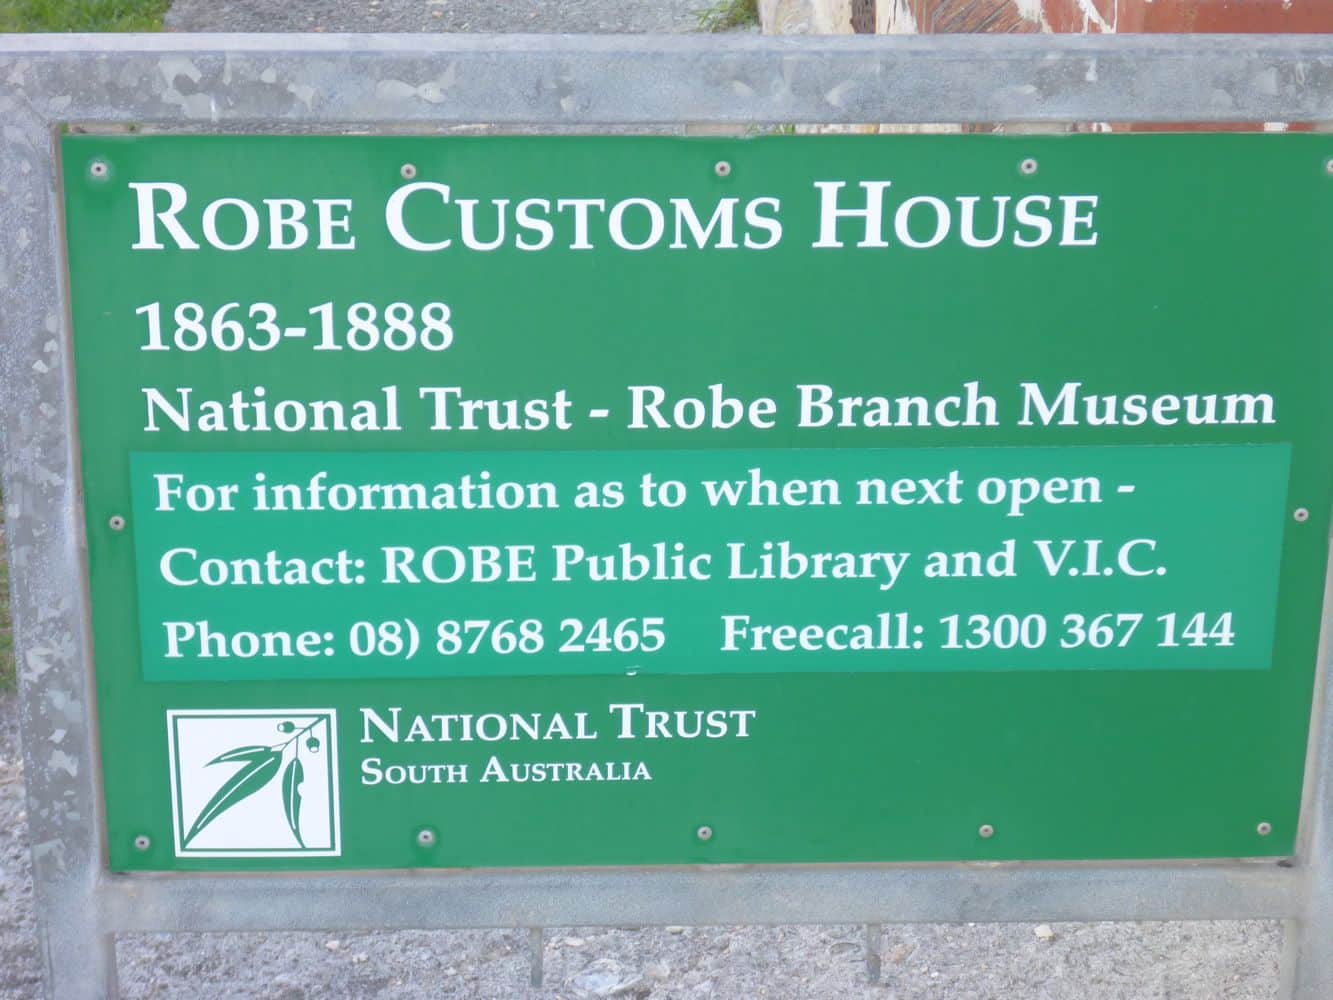 ROBE CUSTOMS HOUSE
1863-1888
National Trust - Robe Branch Museum
For information as to when next open -
Contact: ROBE Public Library and V.I.C.
Phone: 08) 8768 2465 Freecall: 1300 367 144
NATIONAL TRUST
SOUTH AUSTRALIA